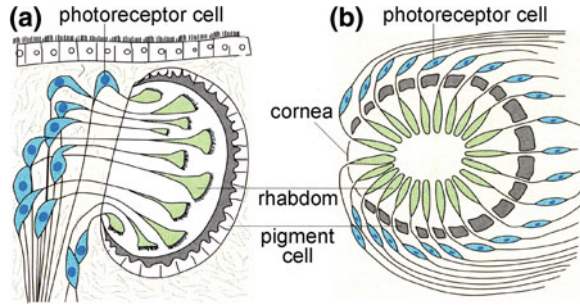 (a)
photoreceptor cell
(b)
photoreceptor cell
cornea
rhabdom
pigment
cell